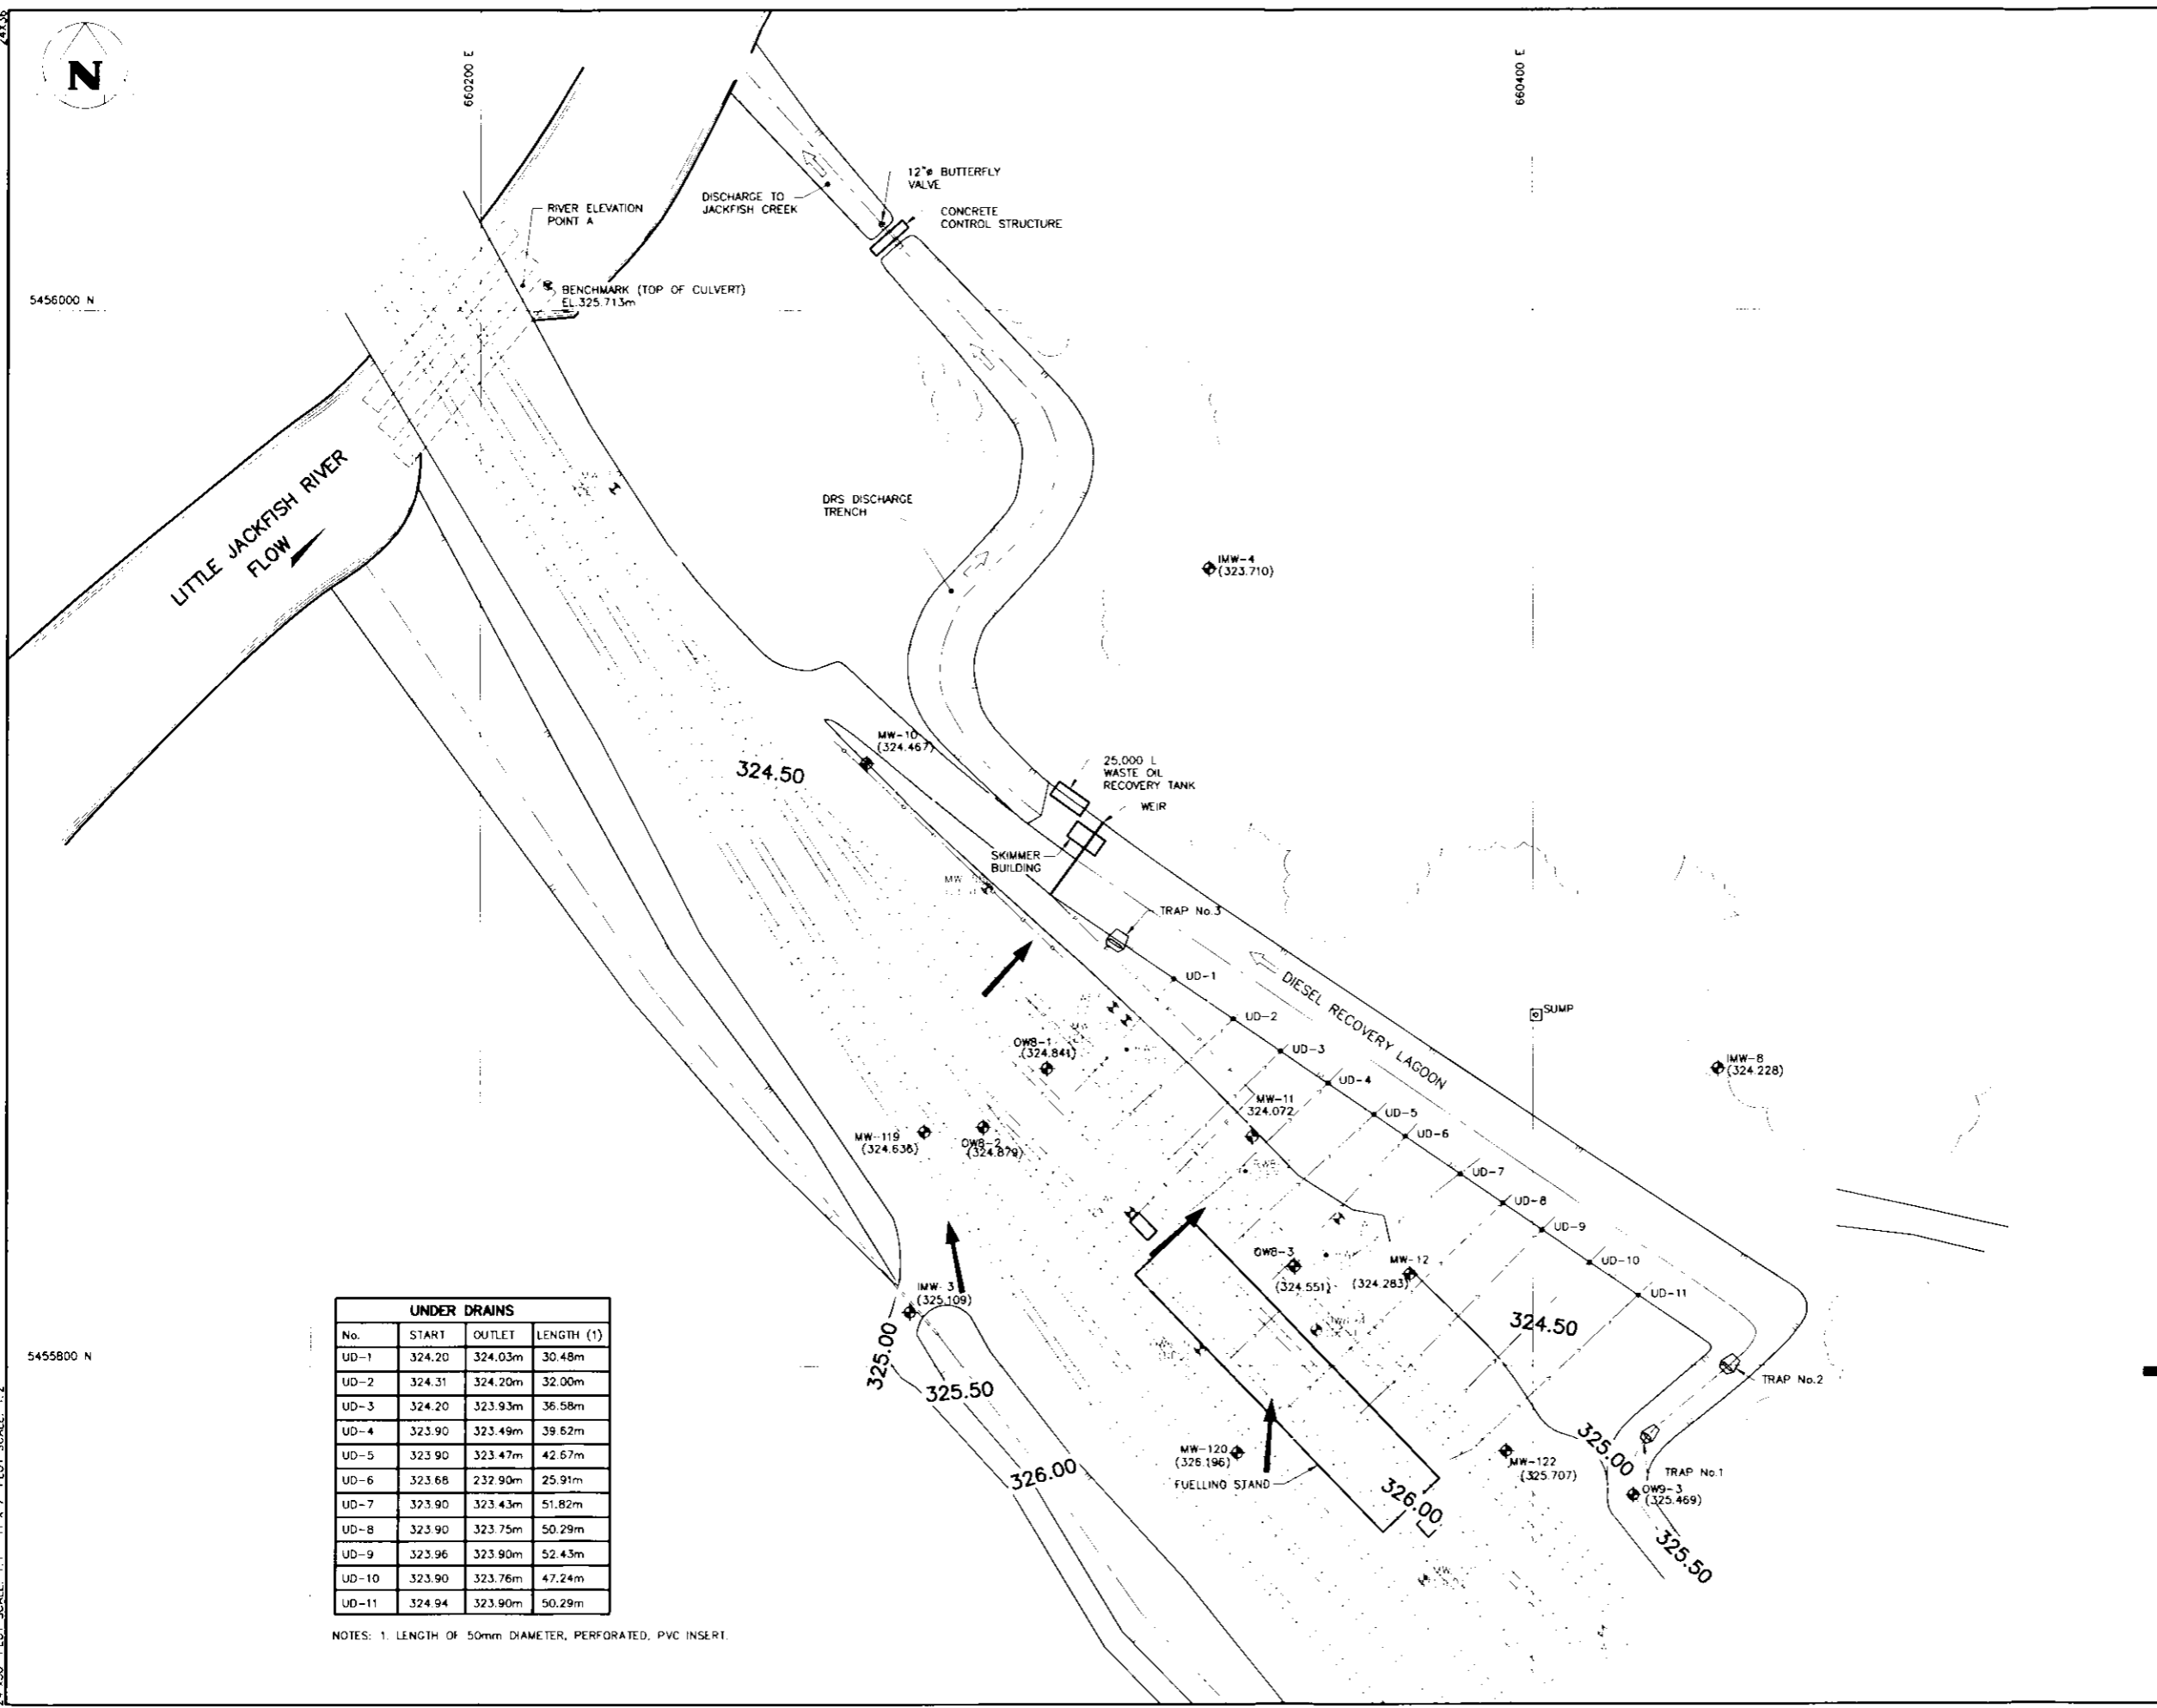 N
660200 E
660400 E
12"ø BUTTERFLY
VALVE
DISCHARGE TO
JACKFISH CREEK
CONCRETE
CONTROL STRUCTURE
RIVER ELEVATION
POINT A
BENCHMARK (TOP OF CULVERT)
EL.325.713m
5456000 N
LITTLE JACKFISH RIVER
FLOW
DRS DISCHARGE
TRENCH
IMW-4
(323.710)
MW-10
(324.467)
324.50
25,000 L
WASTE OIL
RECOVERY TANK
WEIR
SKIMMER
BUILDING
MW
TRAP No.3
UD-1
DIESEL RECOVERY LAGOON
SUMP
UD-2
UD-3
OW8-1
(324.841)
IMW-8
(324.228)
UD-4
MW-11
324.072
UD-5
UD-6
MW-119
(324.636)
OW8-2
(324.879)
UD-7
UD-8
UD-9
OW8-3
(324.551)
MW-12
(324.283)
UD-10
UD-11
IMW-3
(325.109)
324.50
325.00
325.50
TRAP No.2
5455800 N
326.00
MW-120
(326.196)
FUELLING STAND
326.00
325.00
MW-122
(325.707)
TRAP No.1
OW9-3
(325.469)
325.50
UNDER DRAINS
No. START OUTLET LENGTH (1)
UD-1 324.20 324.03m 30.48m
UD-2 324.31 324.20m 32.00m
UD-3 324.20 323.93m 36.58m
UD-4 323.90 323.49m 39.62m
UD-5 323.90 323.47m 42.67m
UD-6 323.68 232.90m 25.91m
UD-7 323.90 323.43m 51.82m
UD-8 323.90 323.75m 50.29m
UD-9 323.96 323.90m 52.43m
UD-10 323.90 323.76m 47.24m
UD-11 324.94 323.90m 50.29m
NOTES: 1. LENGTH OF 50mm DIAMETER, PERFORATED, PVC INSERT.